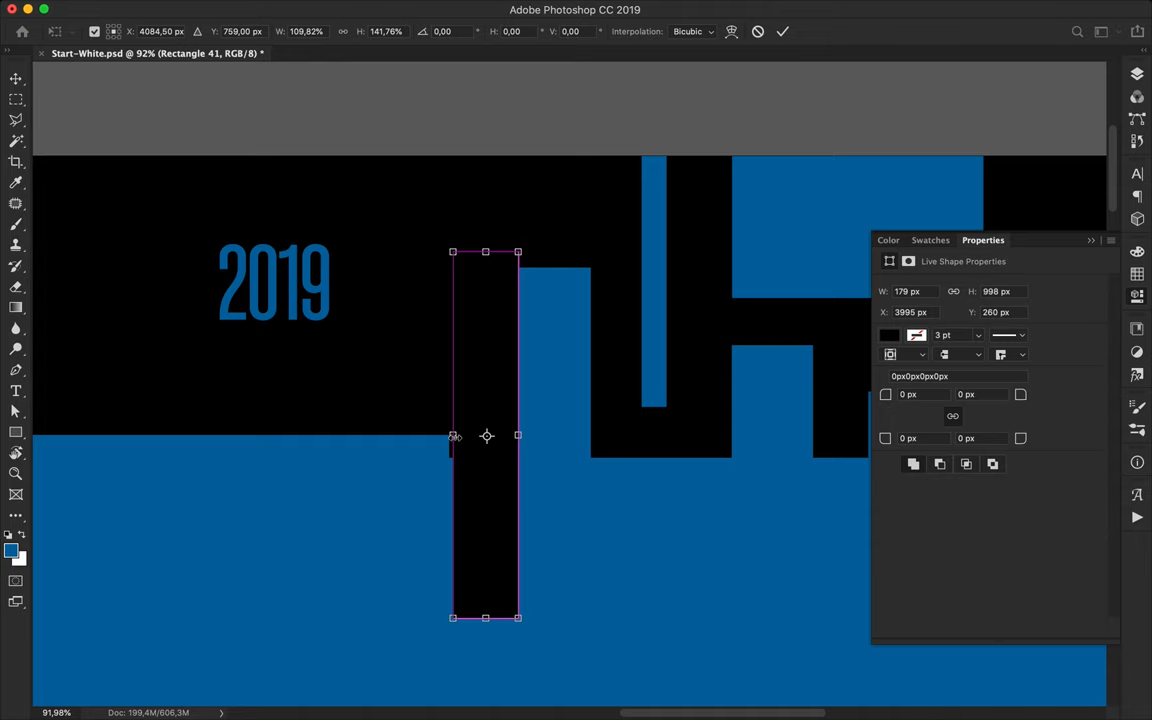 Adobe Photoshop CC 2019
X: 4084,50 px Y: 759,00 px W: 109,82% H: 141,76% 0,00 ° H: 0,00 ° V: 0,00 ° Interpolation: Bicubic
Start-White.psd @ 92% (Rectangle 41, RGB/8) *
2019
Color Swatches Properties
Live Shape Properties
W: 179 px H: 998 px
X: 3995 px Y: 260 px
3 pt
0px0px0px0px
0 px 0 px
0 px 0 px
91,98% Doc: 199,4M/606,3M